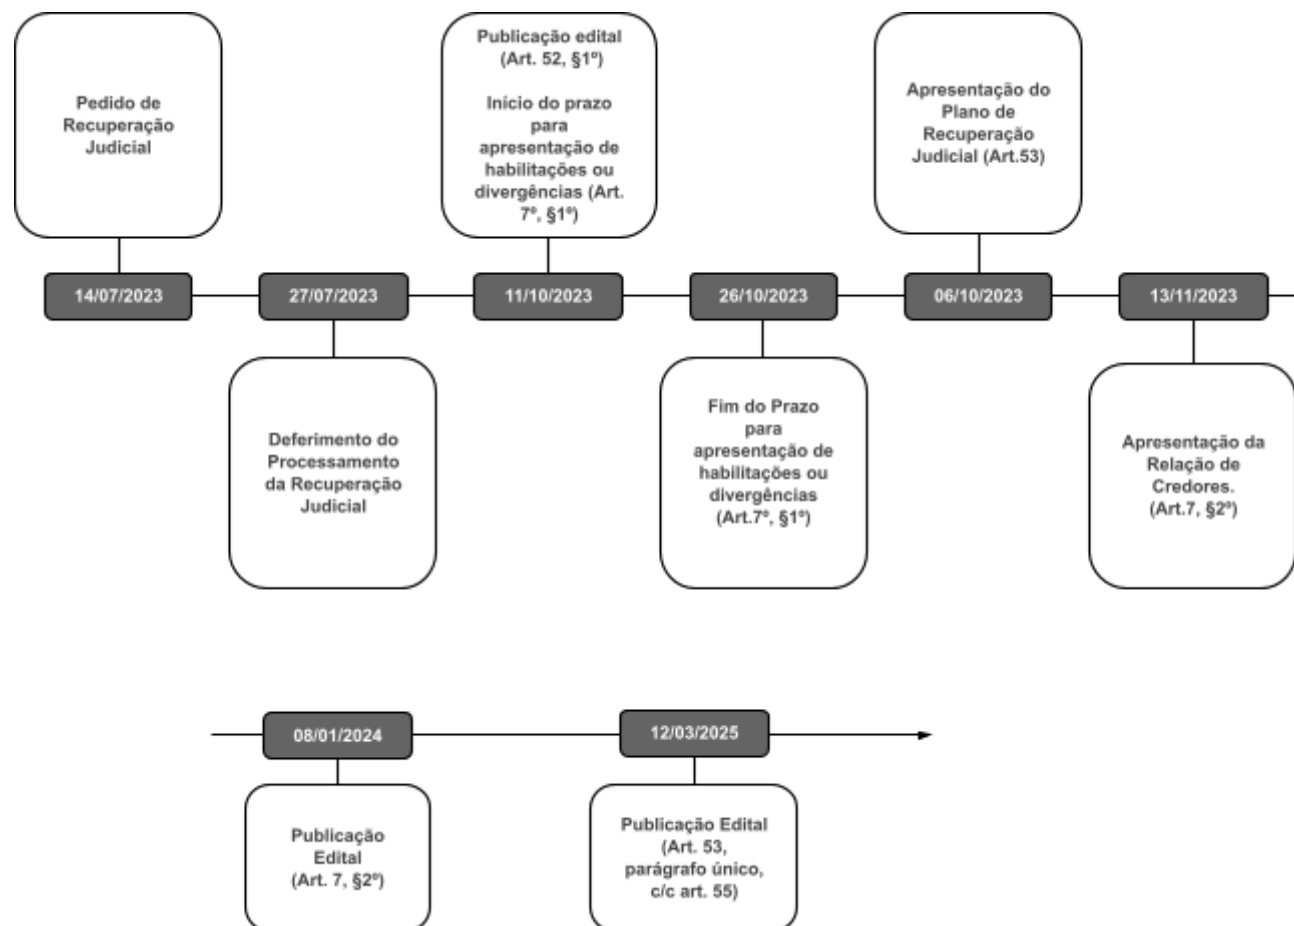 Pedido de
Recuperação
Judicial
Publicação edital
(Art. 52, §1º)
Início do prazo
para
apresentação de
habilitações ou
divergências (Art.
7º, §1º)
Apresentação do
Plano de
Recuperação
Judicial (Art.53)
14/07/2023
27/07/2023
11/10/2023
26/10/2023
06/10/2023
13/11/2023
Deferimento do
Processamento
da Recuperação
Judicial
Fim do Prazo
para
apresentação de
habilitações ou
divergências
(Art.7º, §1º)
Apresentação da
Relação de
Credores.
(Art.7, §2º)
08/01/2024
12/03/2025
Publicação
Edital
(Art. 7, §2º)
Publicação Edital
(Art. 53,
parágrafo único,
c/c art. 55)